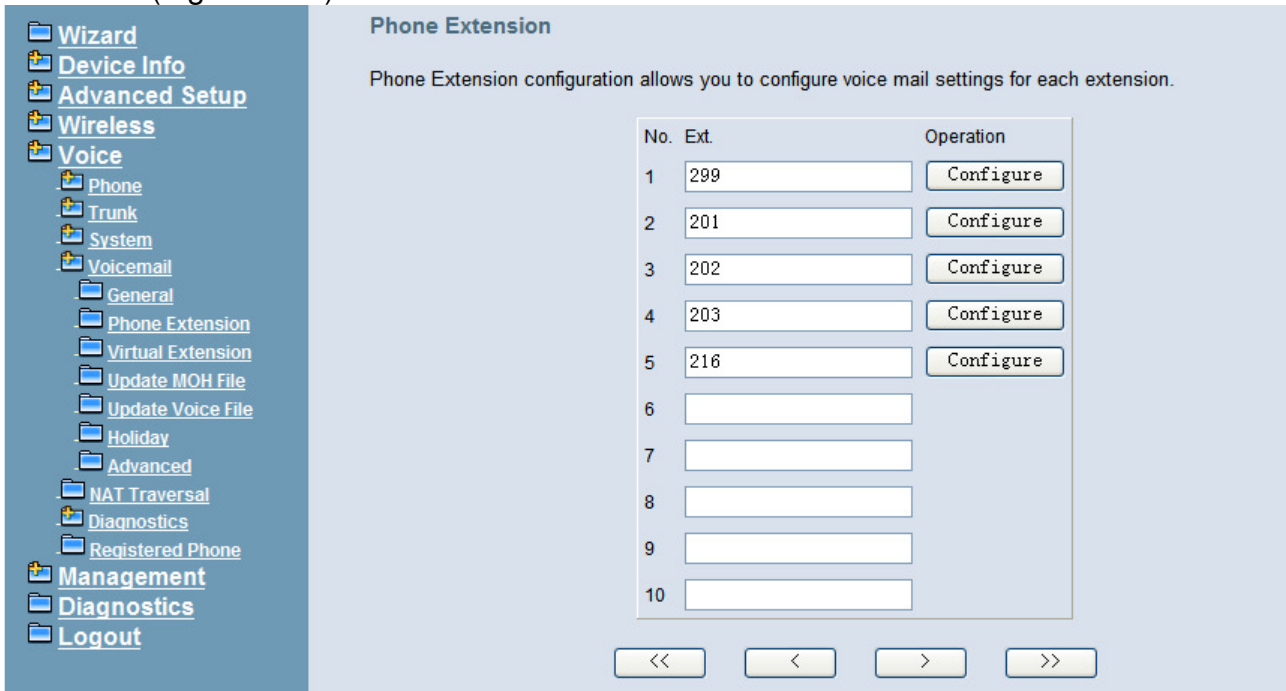 Wizard
Device Info
Advanced Setup
Wireless
Voice
Phone
Trunk
System
Voicemail
General
Phone Extension
Virtual Extension
Update MOH File
Update Voice File
Holiday
Advanced
NAT Traversal
Diagnostics
Registered Phone
Management
Diagnostics
Logout
Phone Extension
Phone Extension configuration allows you to configure voice mail settings for each extension.
No. Ext. Operation
1 299 Configure
2 201 Configure
3 202 Configure
4 203 Configure
5 216 Configure
6
7
8
9
10
<< < > >>